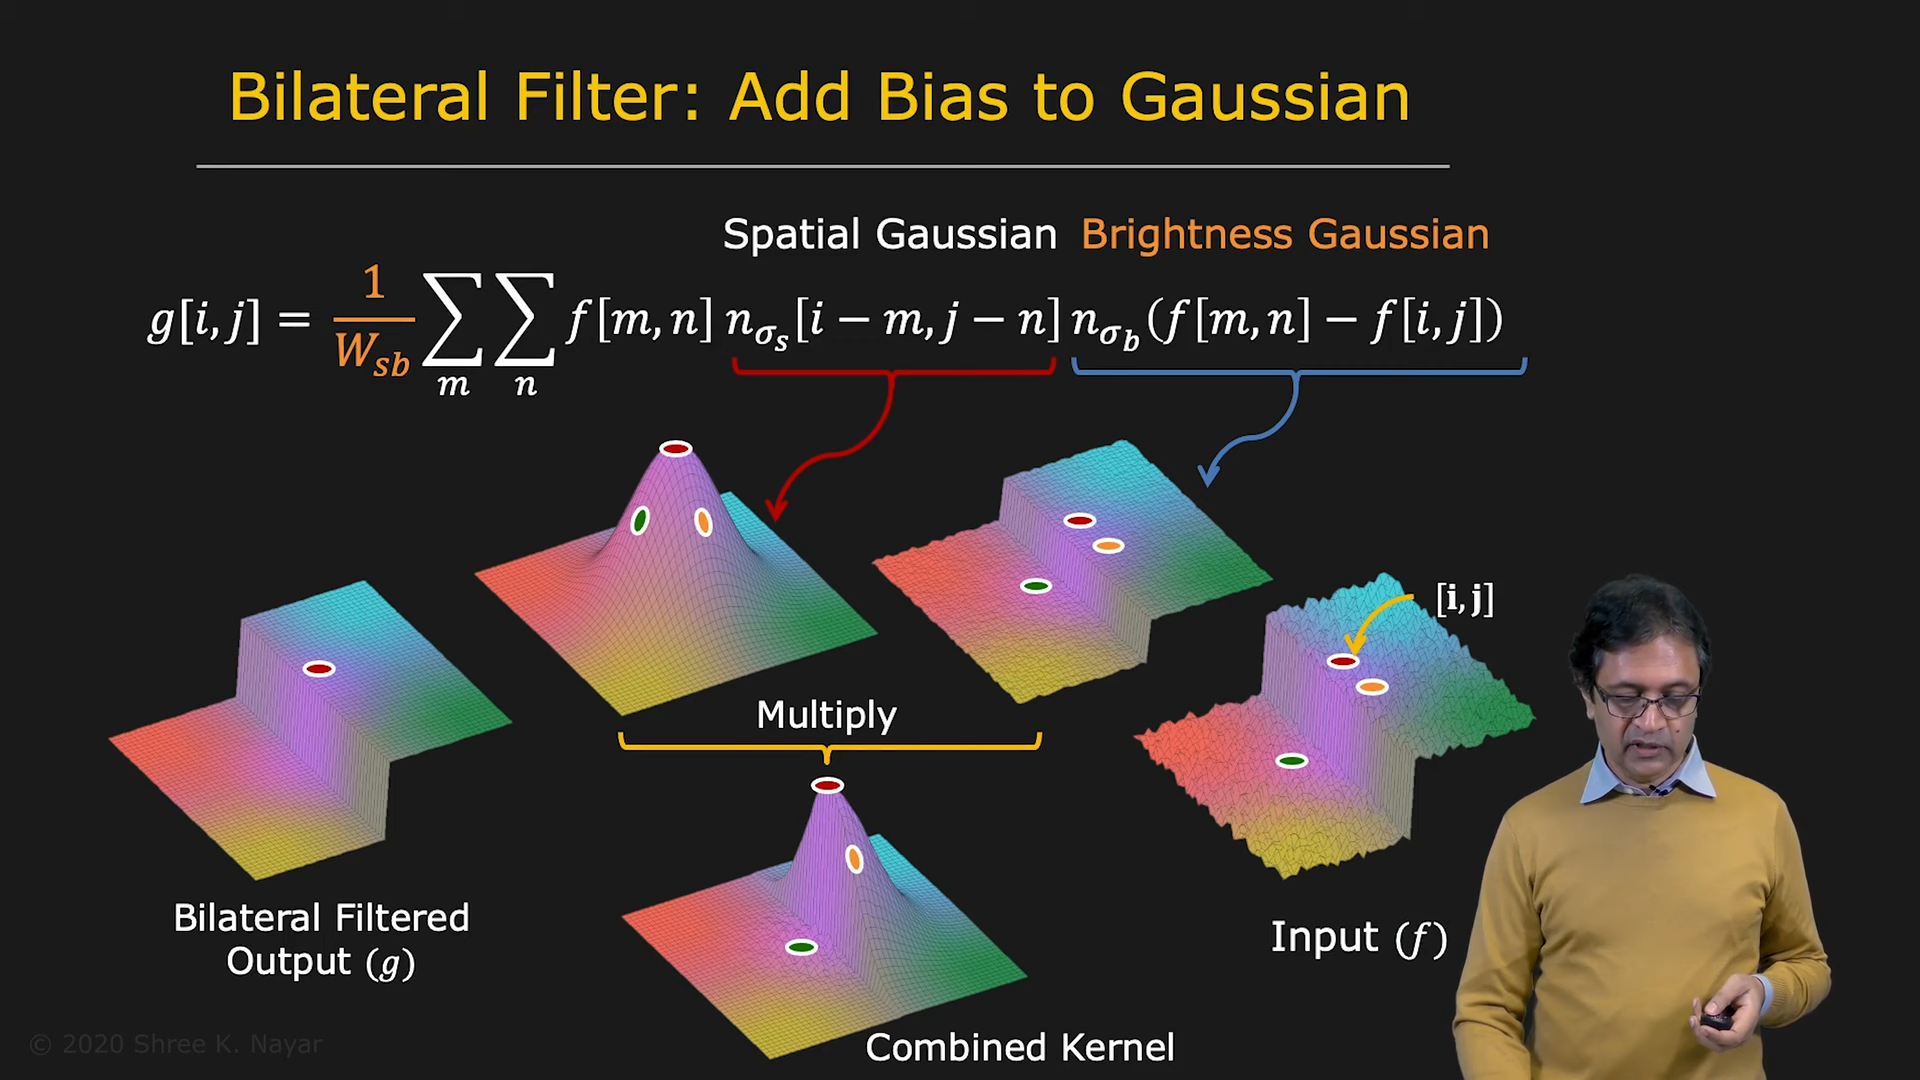 Bilateral Filter: Add Bias to Gaussian
Spatial Gaussian Brightness Gaussian
g[i, j] = 1/W_sb ∑_m ∑_n f[m, n] n_σs[i − m, j − n] n_σb(f[m, n] − f[i, j])
[i, j]
Multiply
Bilateral Filtered
Output (g)
Input (f)
Combined Kernel
© 2020 Shree K. Nayar